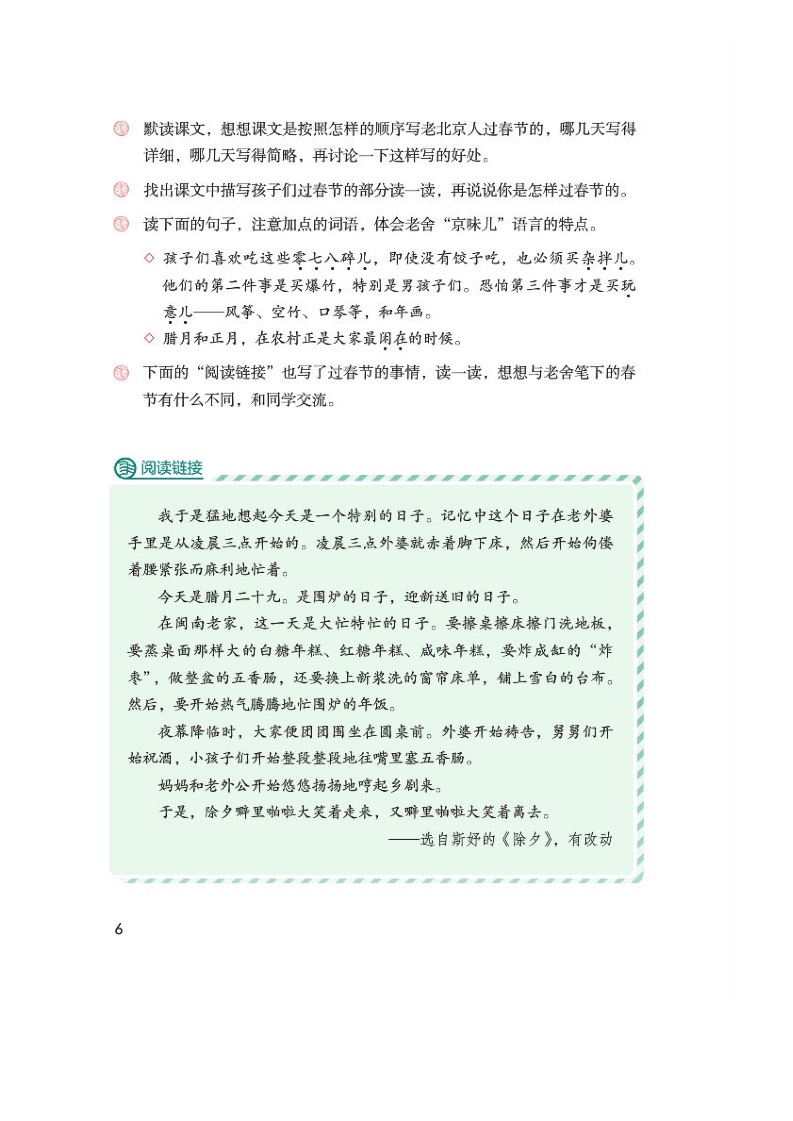 默读课文，想想课文是按照怎样的顺序写老北京人过春节的，哪几天写得
详细，哪几天写得简略，再讨论一下这样写的好处。
找出课文中描写孩子们过春节的部分读一读，再说说你是怎样过春节的。
读下面的句子，注意加点的词语，体会老舍“京味儿”语言的特点。
◇ 孩子们喜欢吃这些零七八碎儿，即使没有饺子吃，也必须买杂拌儿。
他们的第二件事是买爆竹，特别是男孩子们。恐怕第三件事才是买玩
意儿——风筝、空竹、口琴等，和年画。
◇ 腊月和正月，在农村正是大家最闲在的时候。
下面的“阅读链接”也写了过春节的事情，读一读，想想与老舍笔下的春
节有什么不同，和同学交流。
阅读链接
我于是猛地想起今天是一个特别的日子。记忆中这个日子在老外婆
手里是从凌晨三点开始的。凌晨三点外婆就赤着脚下床，然后开始佝偻
着腰紧张而麻利地忙着。
今天是腊月二十九。是围炉的日子，迎新送旧的日子。
在闽南老家，这一天是大忙特忙的日子。要擦桌擦床擦门洗地板，
要蒸桌面那样大的白糖年糕、红糖年糕、咸味年糕，要炸成缸的“炸
枣”，做整盆的五香肠，还要换上新浆洗的窗帘床单，铺上雪白的台布。
然后，要开始热气腾腾地忙围炉的年饭。
夜幕降临时，大家便团团围坐在圆桌前。外婆开始祷告，舅舅们开
始祝酒，小孩子们开始整段整段地往嘴里塞五香肠。
妈妈和老外公开始悠悠扬扬地哼起乡剧来。
于是，除夕噼里啪啦大笑着走来，又噼里啪啦大笑着离去。
——选自斯妤的《除夕》，有改动
6